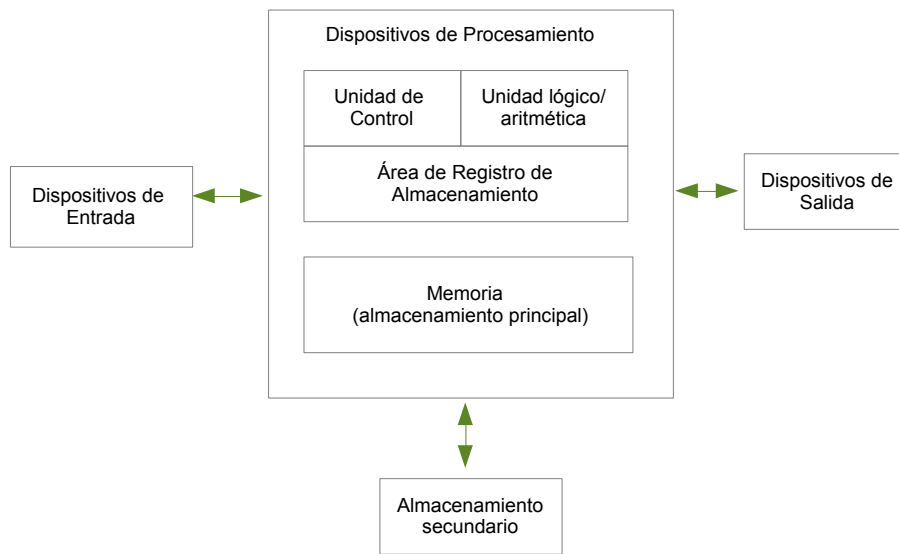 Dispositivos de Procesamiento
Unidad de
Control
Unidad lógico/
aritmética
Área de Registro de
Almacenamiento
Dispositivos de
Entrada
Dispositivos de
Salida
Memoria
(almacenamiento principal)
Almacenamiento
secundario